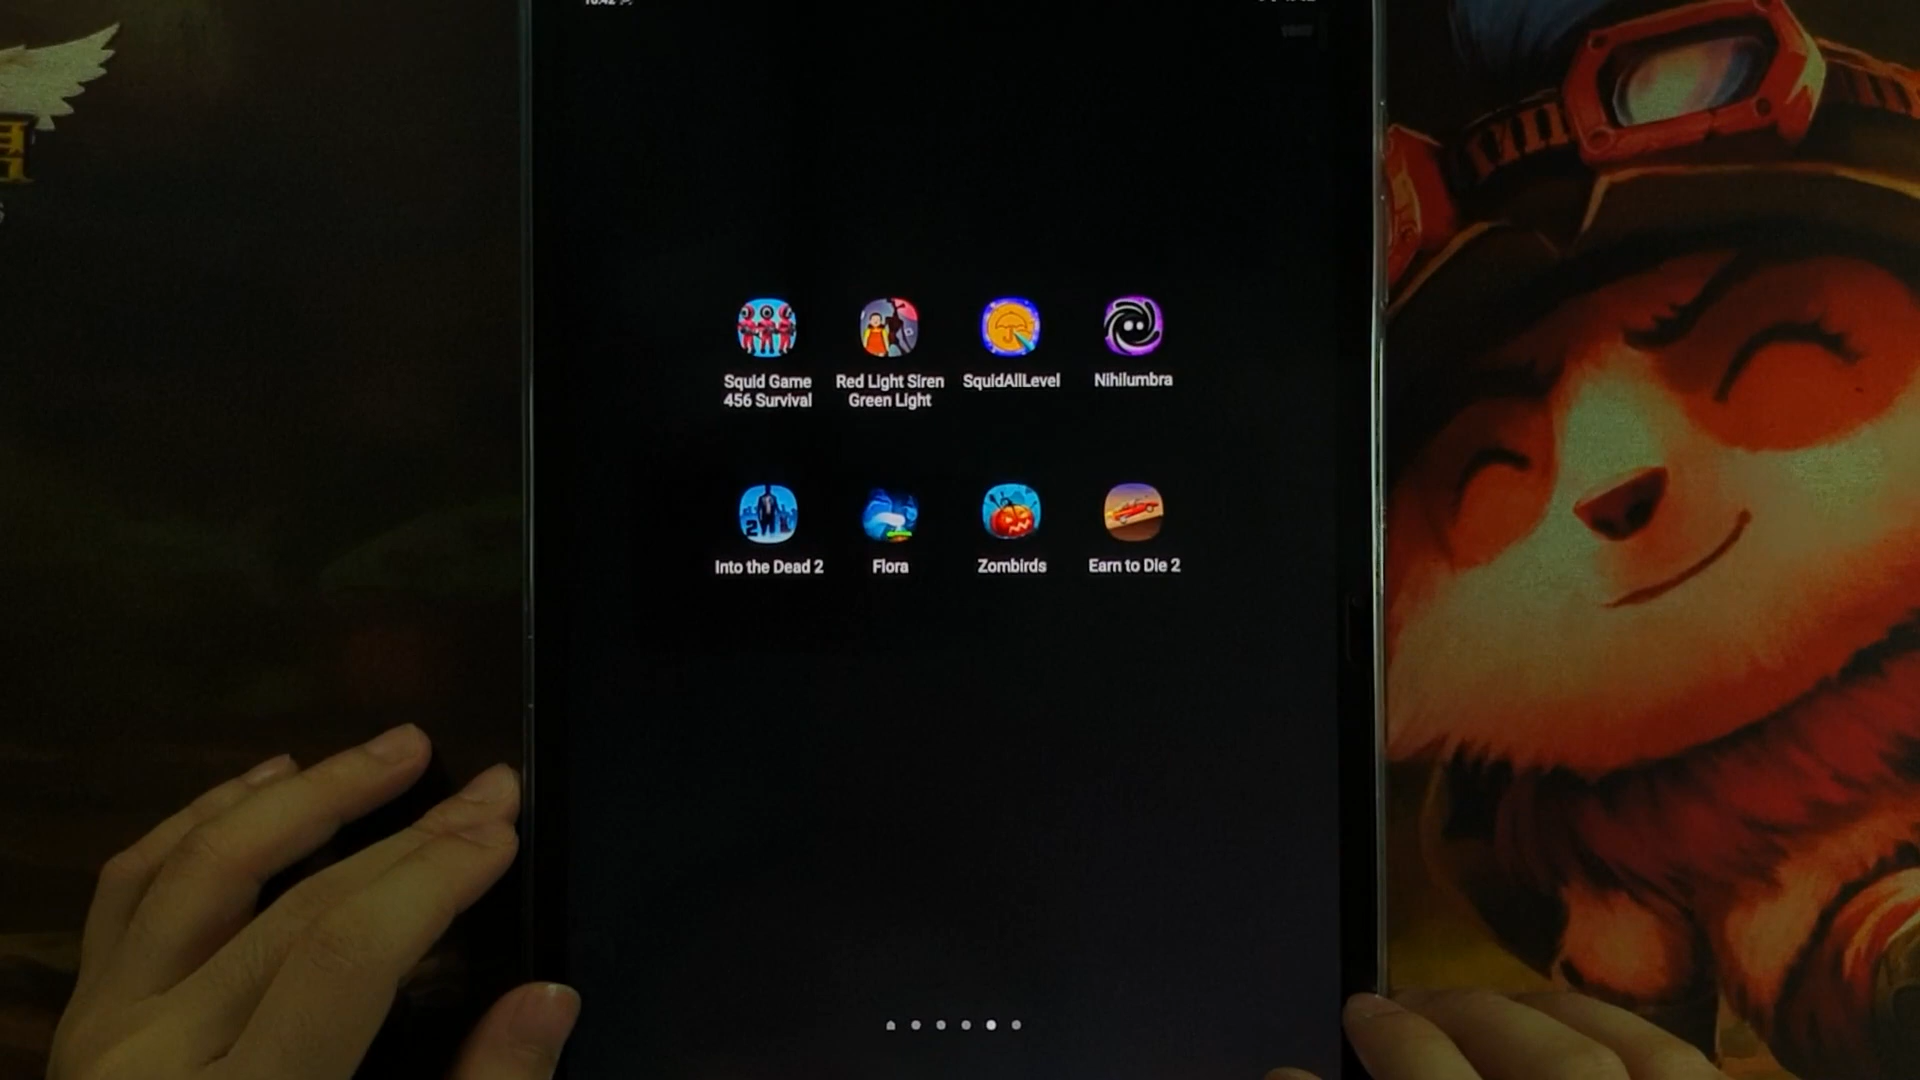 Squid Game
456 Survival
Red Light Siren
Green Light
SquidAllLevel
Nihilumbra
Into the Dead 2
Flora
Zombirds
Earn to Die 2